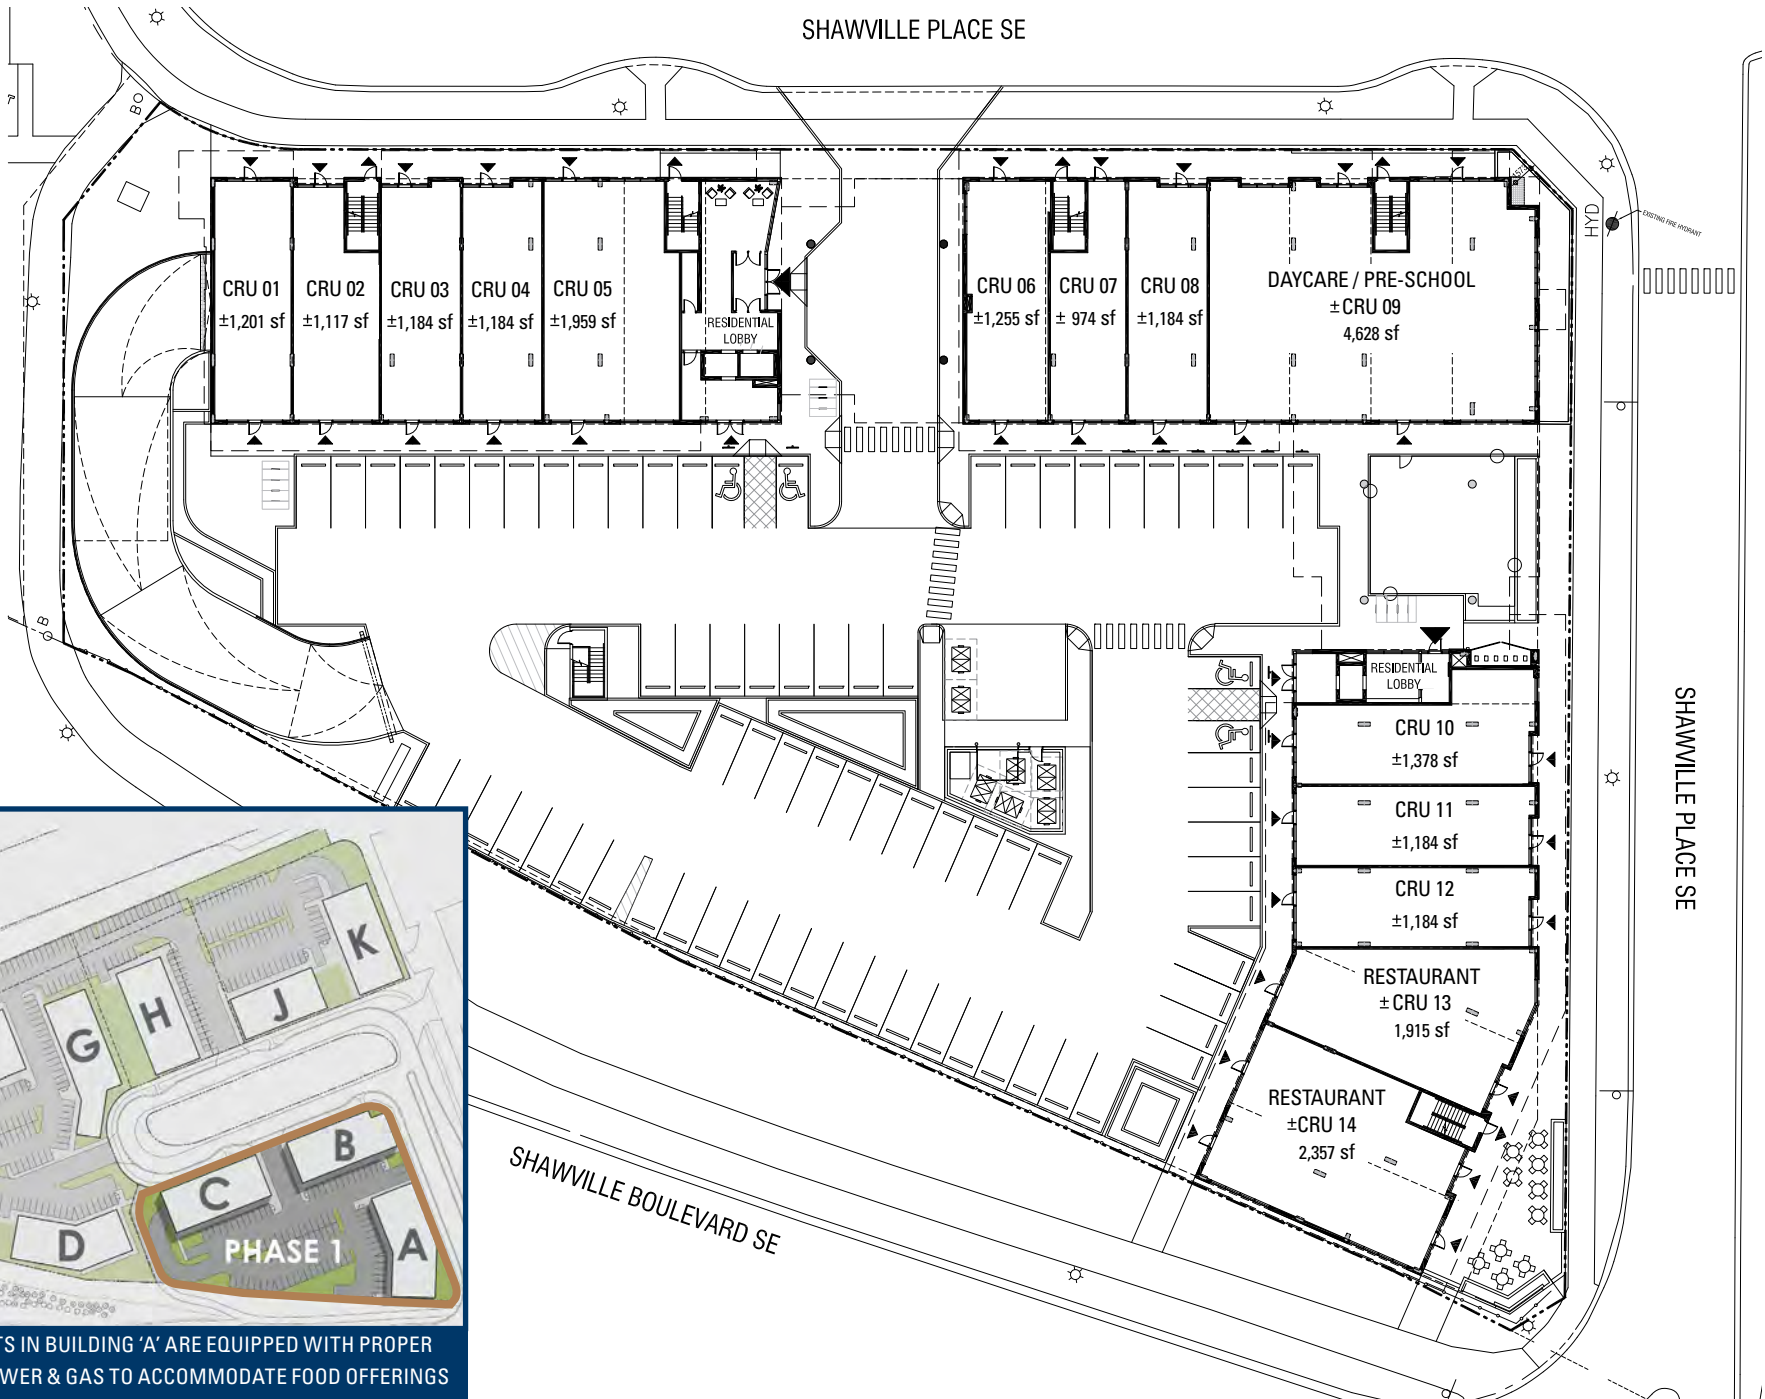 SHAWVILLE PLACE SE
HYD
EXISTING FIRE HYDRANT
CRU 01
±1,201 sf
CRU 02
±1,117 sf
CRU 03
±1,184 sf
CRU 04
±1,184 sf
CRU 05
±1,959 sf
RESIDENTIAL
LOBBY
CRU 06
±1,255 sf
CRU 07
± 974 sf
CRU 08
±1,184 sf
DAYCARE / PRE-SCHOOL
±CRU 09
4,628 sf
RESIDENTIAL
LOBBY
CRU 10
±1,378 sf
CRU 11
±1,184 sf
CRU 12
±1,184 sf
RESTAURANT
± CRU 13
1,915 sf
RESTAURANT
±CRU 14
2,357 sf
SHAWVILLE PLACE SE
SHAWVILLE BOULEVARD SE
K
J
H
G
B
C
D
A
PHASE 1
TS IN BUILDING ‘A’ ARE EQUIPPED WITH PROPER
WER & GAS TO ACCOMMODATE FOOD OFFERINGS